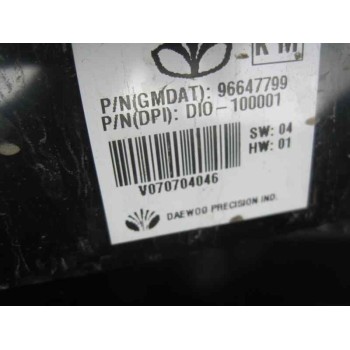 KM
P/N(GMDAT): 96647799
P/N(DPI): DIO-100001
SW: 04
HW: 01
V070704046
DAEWOO PRECISION IND.